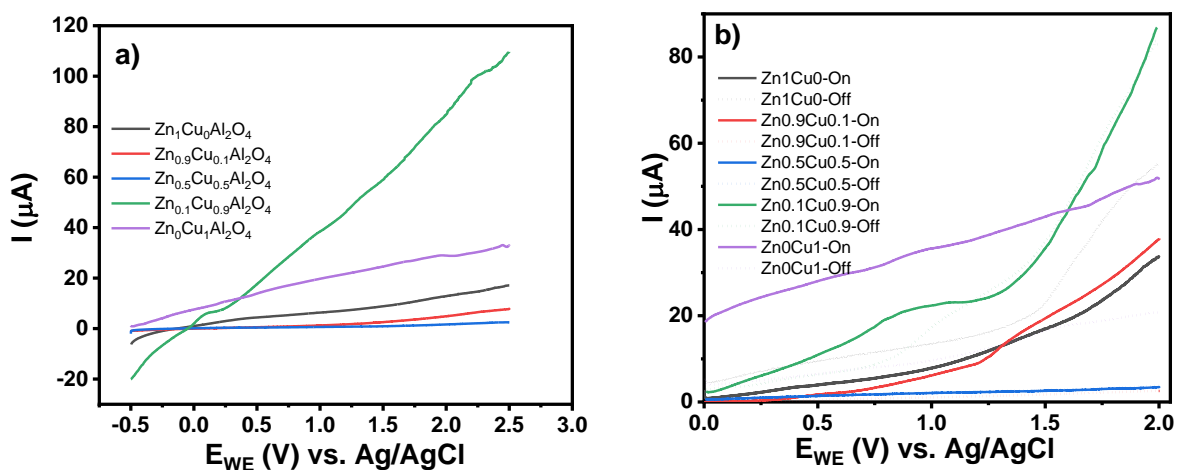 a)
I (μA)
120
100
80
60
40
20
0
-20
Zn₁Cu₀Al₂O₄
Zn₀.₉Cu₀.₁Al₂O₄
Zn₀.₅Cu₀.₅Al₂O₄
Zn₀.₁Cu₀.₉Al₂O₄
Zn₀Cu₁Al₂O₄
-0.5 0.0 0.5 1.0 1.5 2.0 2.5 3.0
E_WE (V) vs. Ag/AgCl
b)
I (μA)
80
60
40
20
0
Zn1Cu0-On
Zn1Cu0-Off
Zn0.9Cu0.1-On
Zn0.9Cu0.1-Off
Zn0.5Cu0.5-On
Zn0.5Cu0.5-Off
Zn0.1Cu0.9-On
Zn0.1Cu0.9-Off
Zn0Cu1-On
Zn0Cu1-Off
0.0 0.5 1.0 1.5 2.0
E_WE (V) vs. Ag/AgCl